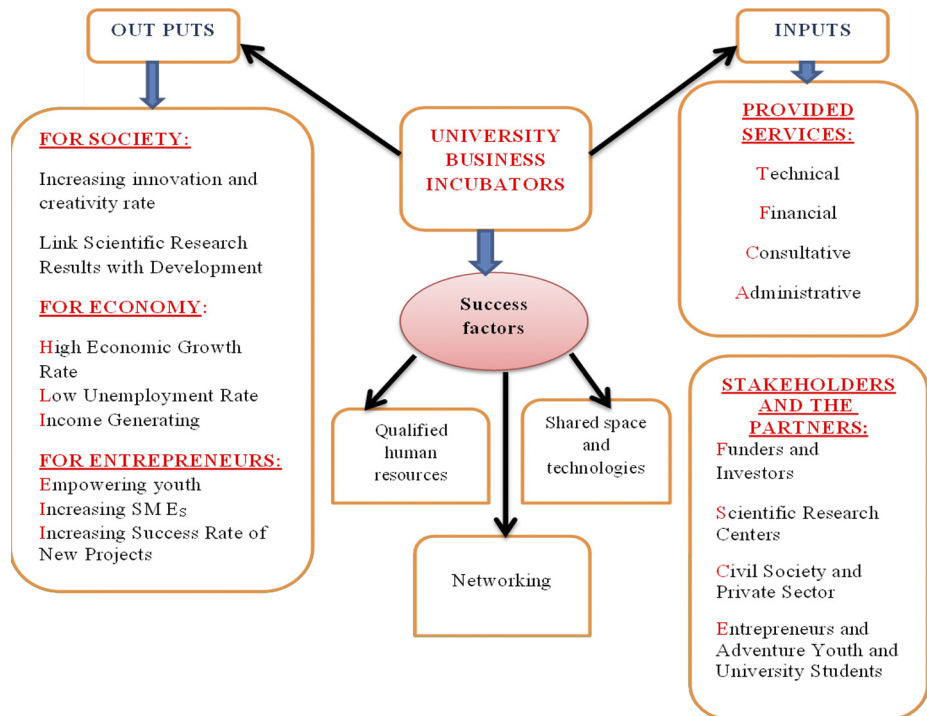 OUT PUTS
FOR SOCIETY:
Increasing innovation and
creativity rate
Link Scientific Research
Results with Development
FOR ECONOMY:
High Economic Growth
Rate
Low Unemployment Rate
Income Generating
FOR ENTREPRENEURS:
Empowering youth
Increasing SMEs
Increasing Success Rate of
New Projects
UNIVERSITY
BUSINESS
INCUBATORS
Success
factors
Qualified
human
resources
Networking
Shared space
and
technologies
INPUTS
PROVIDED
SERVICES:
Technical
Financial
Consultative
Administrative
STAKEHOLDERS
AND THE
PARTNERS:
Funders and
Investors
Scientific Research
Centers
Civil Society and
Private Sector
Entrepreneurs and
Adventure Youth and
University Students